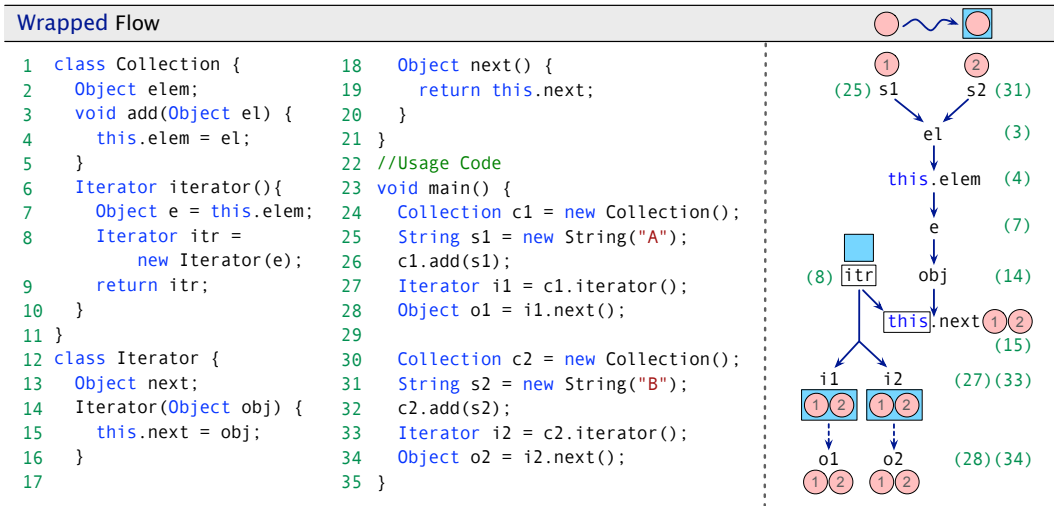 Wrapped Flow
1 class Collection {
2 Object elem;
3 void add(Object el) {
4 this.elem = el;
5 }
6 Iterator iterator(){
7 Object e = this.elem;
8 Iterator itr =
new Iterator(e);
9 return itr;
10 }
11 }
12 class Iterator {
13 Object next;
14 Iterator(Object obj) {
15 this.next = obj;
16 }
17
18 Object next() {
19 return this.next;
20 }
21 }
22 //Usage Code
23 void main() {
24 Collection c1 = new Collection();
25 String s1 = new String("A");
26 c1.add(s1);
27 Iterator i1 = c1.iterator();
28 Object o1 = i1.next();
29
30 Collection c2 = new Collection();
31 String s2 = new String("B");
32 c2.add(s2);
33 Iterator i2 = c2.iterator();
34 Object o2 = i2.next();
35 }
1 2
(25) s1 s2 (31)
el (3)
this.elem (4)
e (7)
(8) itr obj (14)
this.next 1 2
(15)
i1 i2 (27)(33)
1 2 1 2
o1 o2 (28)(34)
1 2 1 2